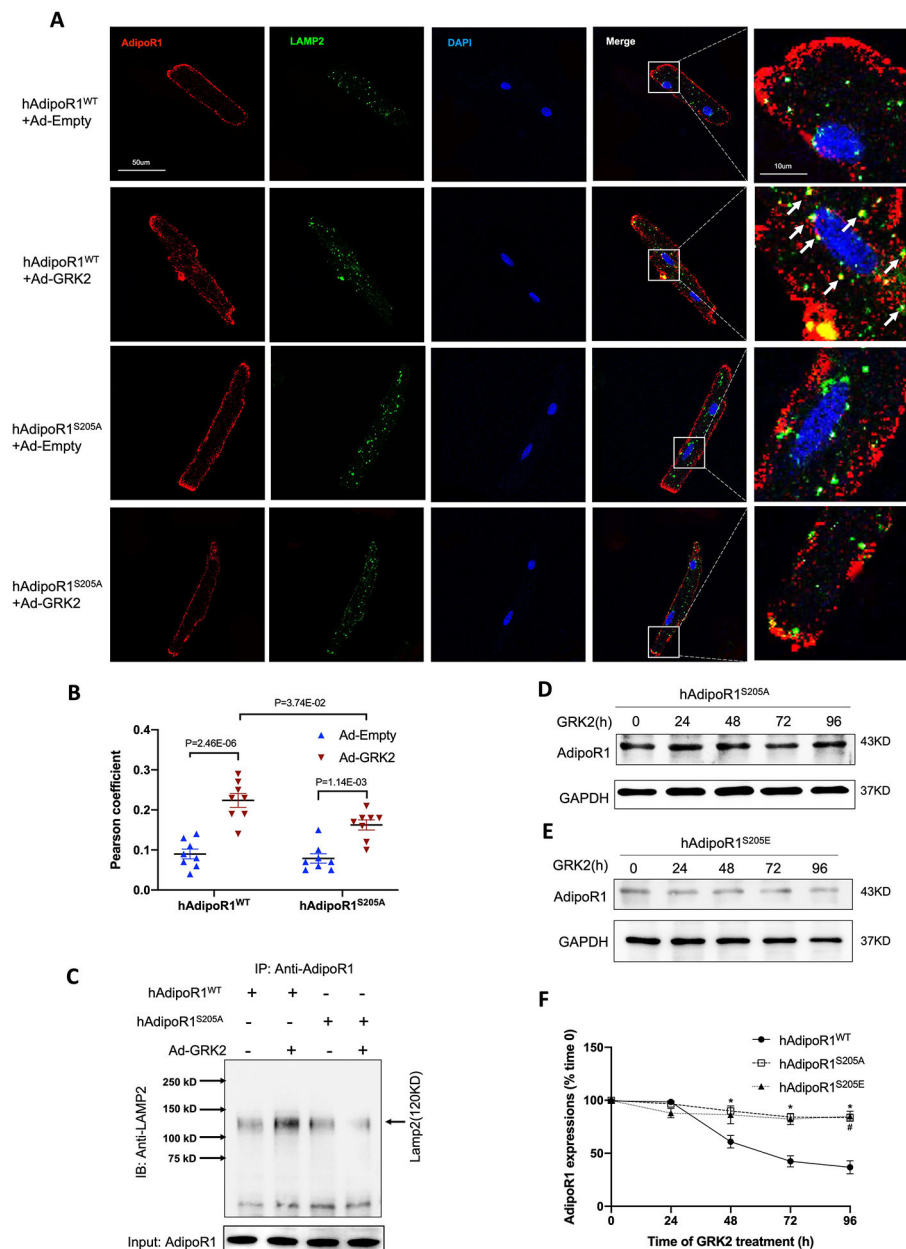 A
AdipoR1
LAMP2
DAPI
Merge
hAdipoR1WT
+Ad-Empty
50um
10um
hAdipoR1WT
+Ad-GRK2
hAdipoR1S205A
+Ad-Empty
hAdipoR1S205A
+Ad-GRK2
B
P=3.74E-02
P=2.46E-06
P=1.14E-03
Ad-Empty
Ad-GRK2
Pearson coefficient
0.4
0.3
0.2
0.1
0.0
hAdipoR1WT
hAdipoR1S205A
C
IP: Anti-AdipoR1
hAdipoR1WT + + - -
hAdipoR1S205A - - + +
Ad-GRK2 - + - +
IB: Anti-LAMP2
250 kD
150 kD
100 kD
75 kD
Lamp2(120KD)
Input: AdipoR1
D
hAdipoR1S205A
GRK2(h) 0 24 48 72 96
AdipoR1 43KD
GAPDH 37KD
E
hAdipoR1S205E
GRK2(h) 0 24 48 72 96
AdipoR1 43KD
GAPDH 37KD
F
hAdipoR1WT
hAdipoR1S205A
hAdipoR1S205E
AdipoR1 expressions (% time 0)
150
100
50
0
* * *
#
0 24 48 72 96
Time of GRK2 treatment (h)